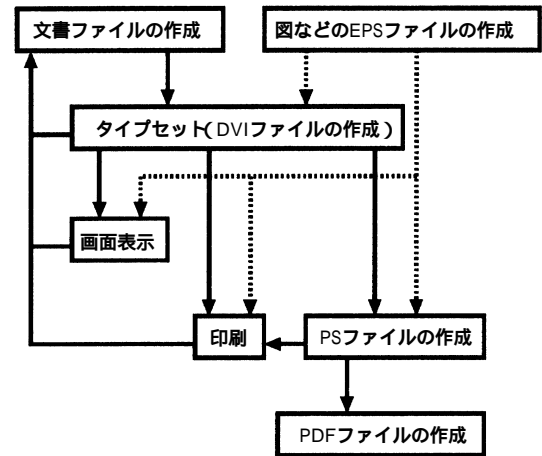 文書ファイルの作成
図などのEPSファイルの作成
タイプセット(DVIファイルの作成)
画面表示
印刷
PSファイルの作成
PDFファイルの作成